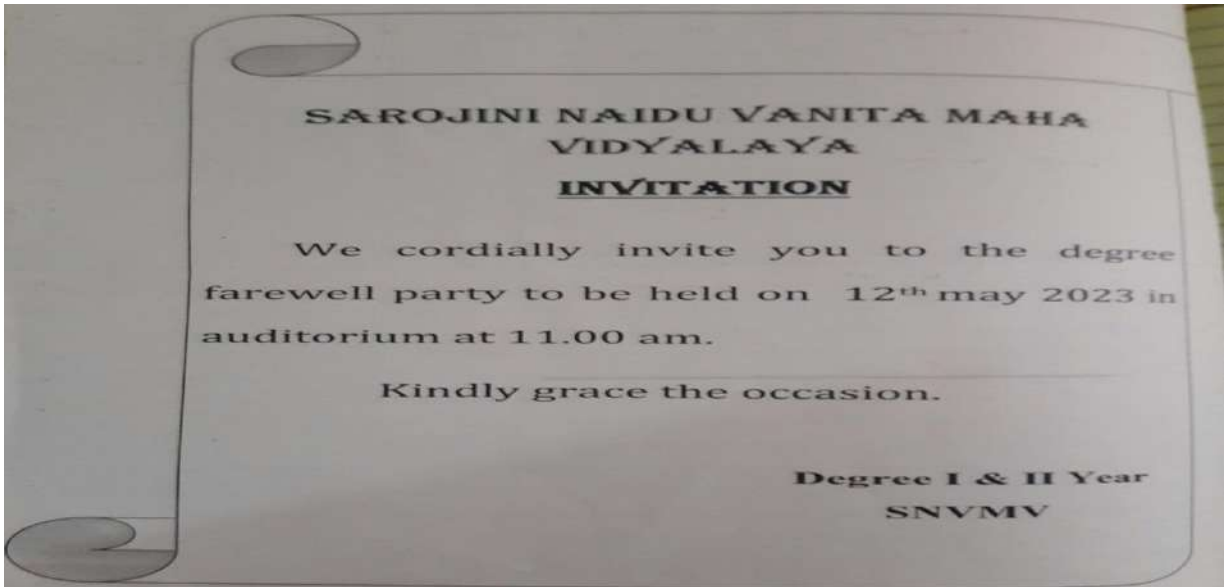 SAROJINI NAIDU VANITA MAHA
VIDYALAYA
INVITATION
We cordially invite you to the degree
farewell party to be held on 12th may 2023 in
auditorium at 11.00 am.
Kindly grace the occasion.
Degree I & II Year
SNVMV